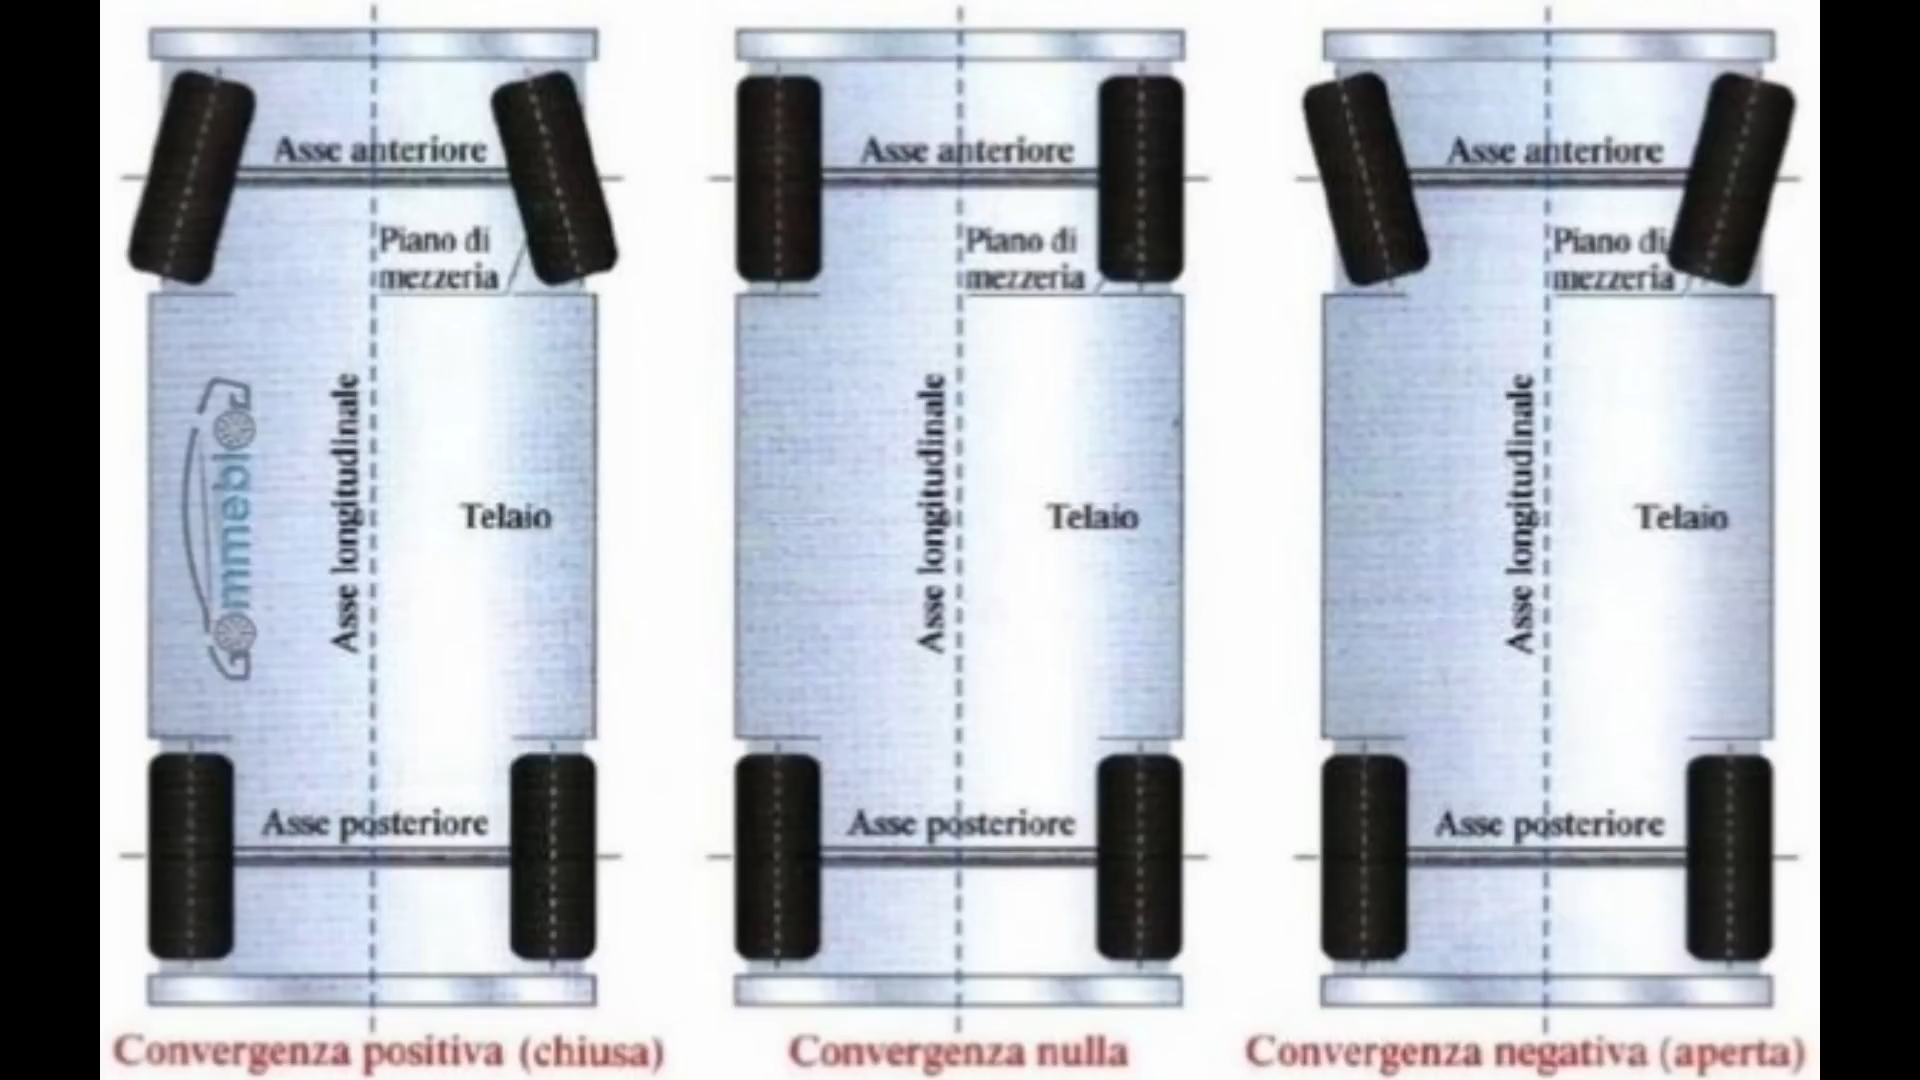 Asse anteriore
Piano di
mezzeria
Asse longitudinale
Telaio
ommeblog
Asse posteriore
Convergenza positiva (chiusa)
Asse anteriore
Piano di
mezzeria
Asse longitudinale
Telaio
Asse posteriore
Convergenza nulla
Asse anteriore
Piano di
mezzeria
Asse longitudinale
Telaio
Asse posteriore
Convergenza negativa (aperta)